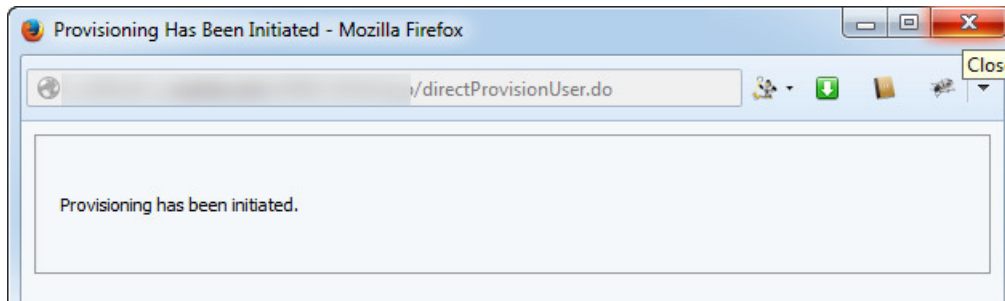 Provisioning Has Been Initiated - Mozilla Firefox
Clos
/directProvisionUser.do
Provisioning has been initiated.